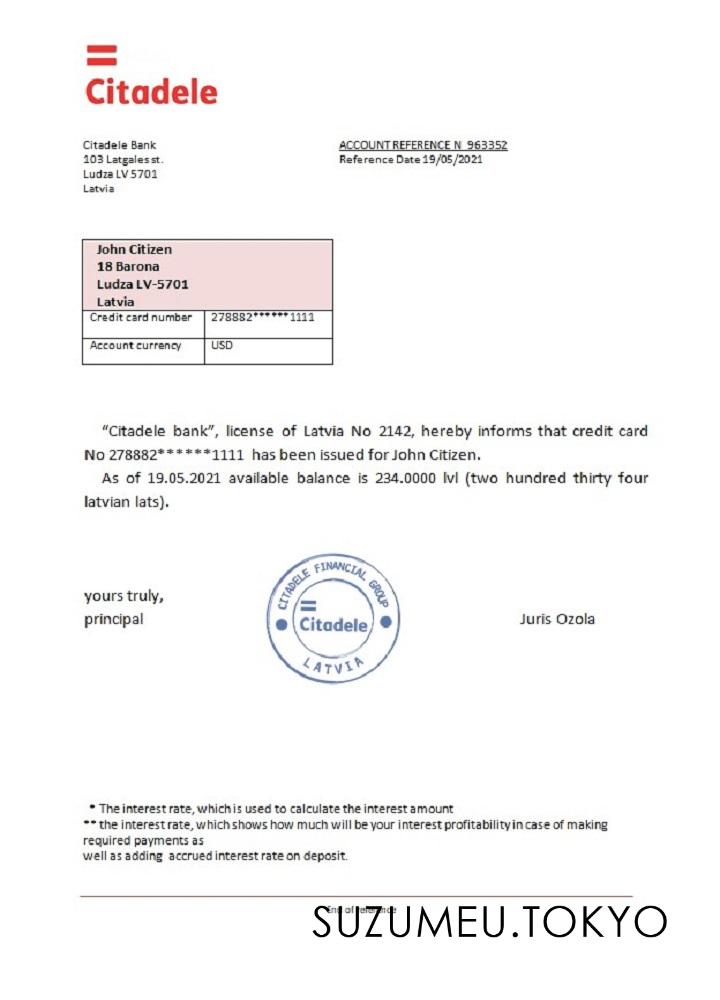 Citadele
Citadele Bank
103 Latgales st.
Ludza LV 5701
Latvia
ACCOUNT REFERENCE N 963352
Reference Date 19/05/2021
John Citizen
18 Barona
Ludza LV-5701
Latvia
Credit card number 278882******1111
Account currency USD
“Citadele bank”, license of Latvia No 2142, hereby informs that credit card
No 278882******1111 has been issued for John Citizen.
As of 19.05.2021 available balance is 234.0000 lvl (two hundred thirty four
latvian lats).
yours truly,
principal
CITADELE FINANCIAL GROUP
Citadele
LATVIA
Juris Ozola
* The interest rate, which is used to calculate the interest amount
** the interest rate, which shows how much will be your interest profitability in case of making
required payments as
well as adding accrued interest rate on deposit.
End of reference
SUZUMEU.TOKYO